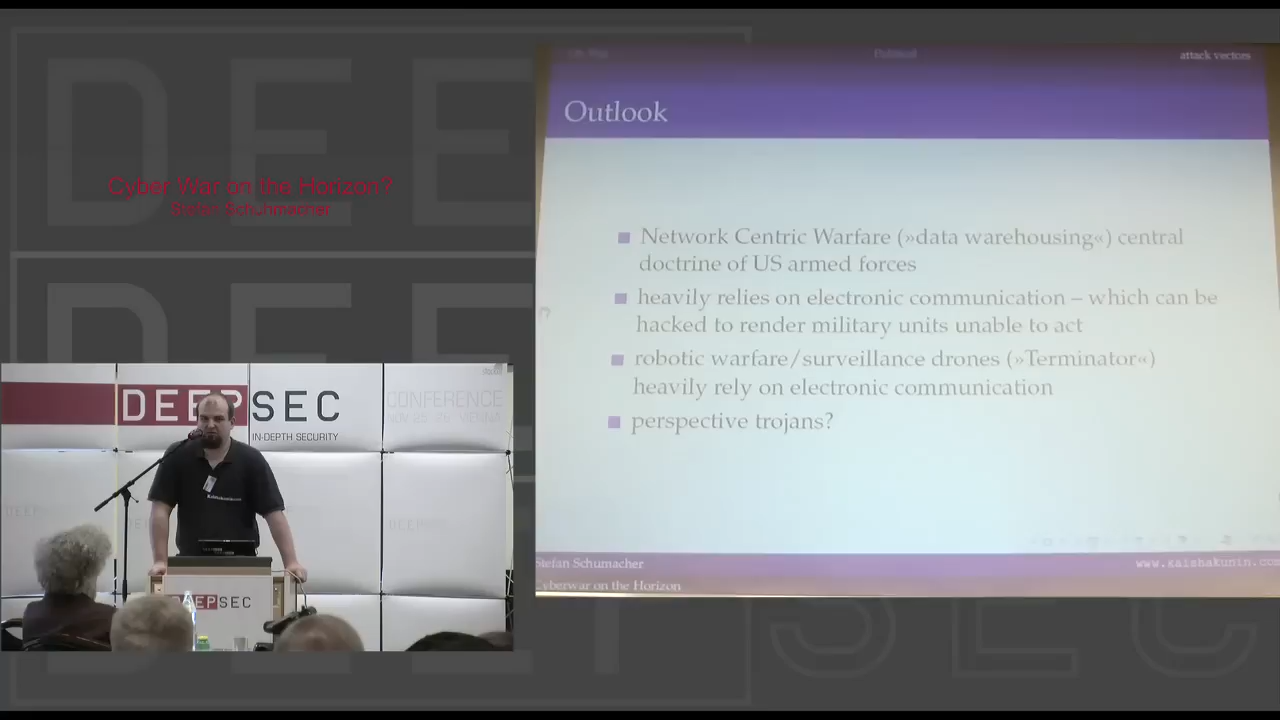 Cyber War on the Horizon?
Stefan Schuhmacher
attack vectors
Outlook
Network Centric Warfare (»data warehousing«) central
doctrine of US armed forces
heavily relies on electronic communication – which can be
hacked to render military units unable to act
robotic warfare/surveillance drones (»Terminator«)
heavily rely on electronic communication
perspective trojans?
Stefan Schumacher
www.kaishakunin.com
Cyberwar on the Horizon
DEEPSEC
IN-DEPTH SECURITY
CONFERENCE
DEEPSEC
DEEPSEC